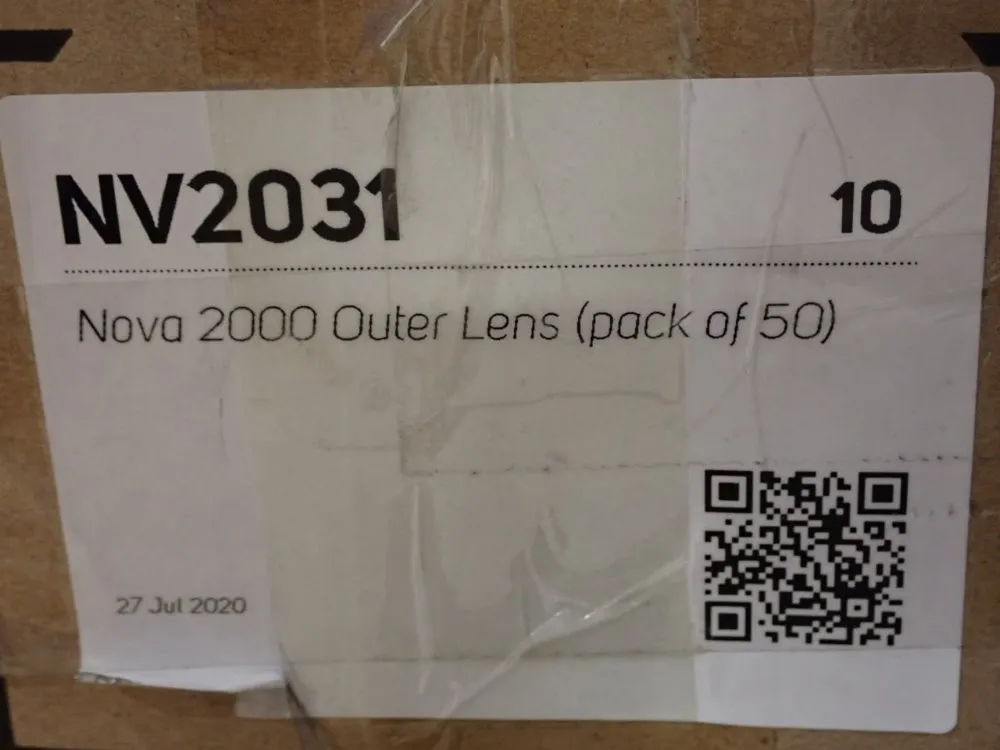 NV2031 10
Nova 2000 Outer Lens (pack of 50)
27 Jul 2020